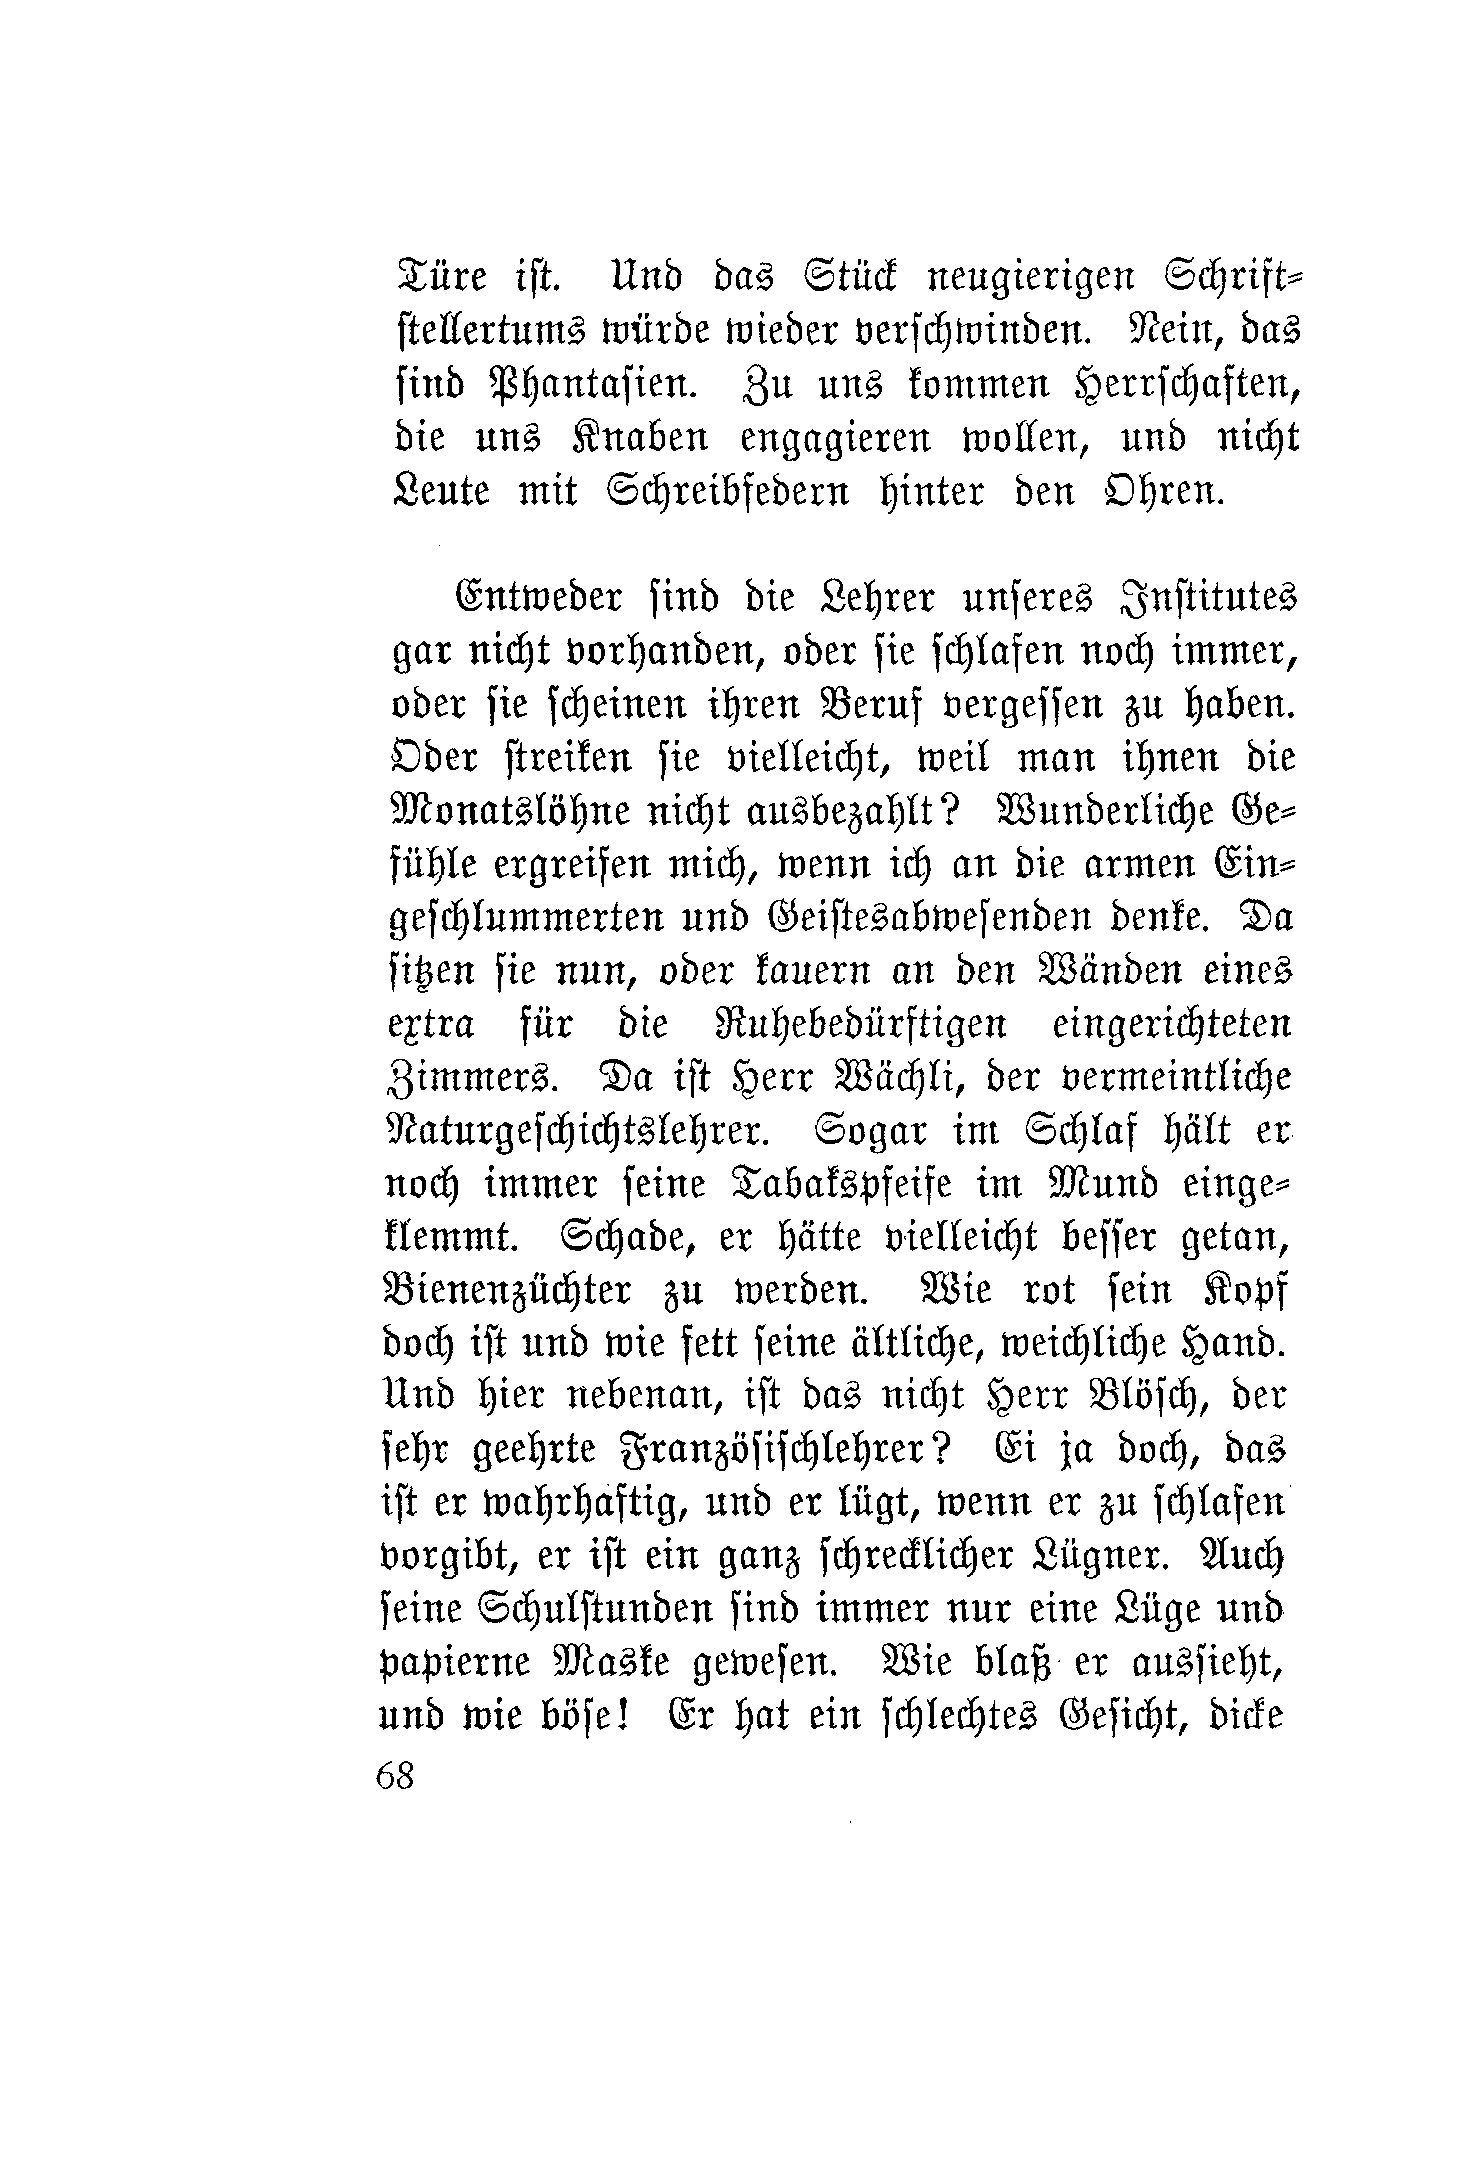 Türe iſt. Und das Stück neugierigen Schrift⸗
ſtellertums würde wieder verſchwinden. Nein, das
ſind Phantaſien. Zu uns kommen Herrſchaften,
die uns Knaben engagieren wollen, und nicht
Leute mit Schreibfedern hinter den Ohren.
Entweder ſind die Lehrer unſeres Inſtitutes
gar nicht vorhanden, oder ſie ſchlafen noch immer,
oder ſie ſcheinen ihren Beruf vergeſſen zu haben.
Oder ſtreiken ſie vielleicht, weil man ihnen die
Monatslöhne nicht ausbezahlt? Wunderliche Ge⸗
fühle ergreifen mich, wenn ich an die armen Ein⸗
geſchlummerten und Geiſtesabweſenden denke. Da
ſitzen ſie nun, oder kauern an den Wänden eines
extra für die Ruhebedürftigen eingerichteten
Zimmers. Da iſt Herr Wächli, der vermeintliche
Naturgeſchichtslehrer. Sogar im Schlaf hält er
noch immer ſeine Tabakspfeife im Mund einge⸗
klemmt. Schade, er hätte vielleicht beſſer getan,
Bienenzüchter zu werden. Wie rot ſein Kopf
doch iſt und wie fett ſeine ältliche, weichliche Hand.
Und hier nebenan, iſt das nicht Herr Blöſch, der
ſehr geehrte Franzöſiſchlehrer? Ei ja doch, das
iſt er wahrhaftig, und er lügt, wenn er zu ſchlafen
vorgibt, er iſt ein ganz ſchrecklicher Lügner. Auch
ſeine Schulſtunden ſind immer nur eine Lüge und
papierne Maske geweſen. Wie blaß er ausſieht,
und wie böſe! Er hat ein ſchlechtes Geſicht, dicke
68